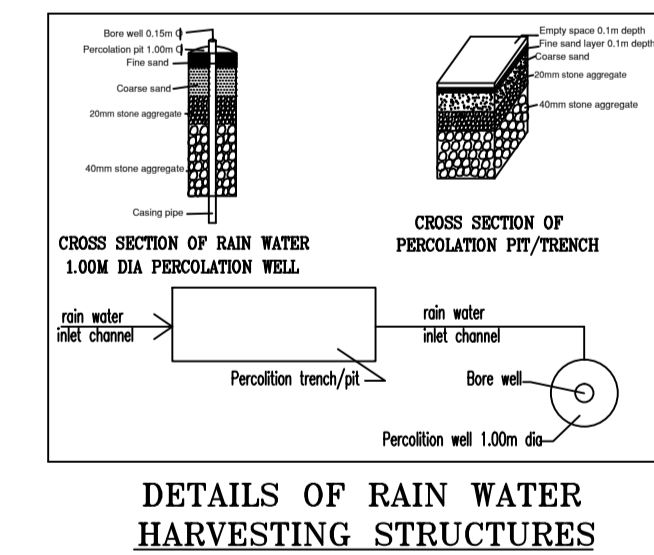 Bore well 0.15m ϕ
Percolation pit 1.00m ϕ
Fine sand
Coarse sand
20mm stone aggregate
40mm stone aggregate
Casing pipe
CROSS SECTION OF RAIN WATER
1.00M DIA PERCOLATION WELL
Empty space 0.1m depth
Fine sand layer 0.1m depth
Coarse sand
20mm stone aggregate
40mm stone aggregate
CROSS SECTION OF
PERCOLATION PIT/TRENCH
rain water
inlet channel
Percolition trench/pit
rain water
inlet channel
Bore well
Percolition well 1.00m dia
DETAILS OF RAIN WATER
HARVESTING STRUCTURES